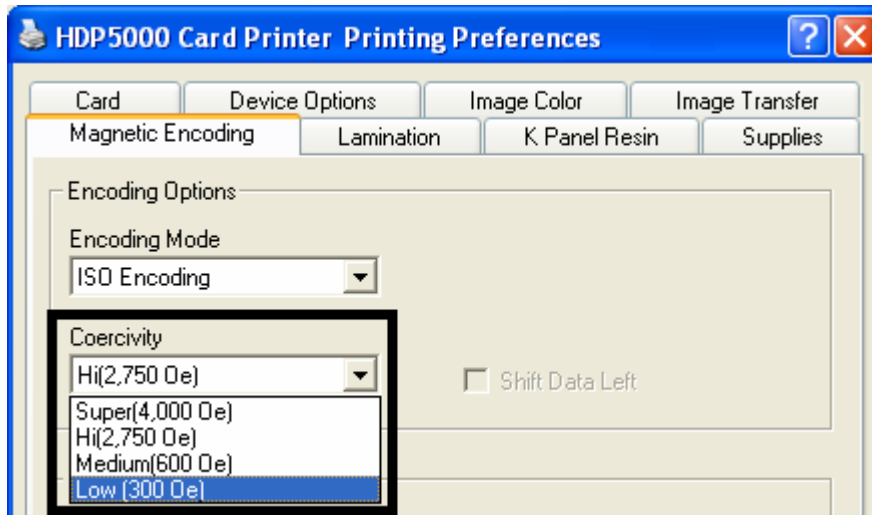 HDP5000 Card Printer Printing Preferences
Card Device Options Image Color Image Transfer
Magnetic Encoding Lamination K Panel Resin Supplies
Encoding Options
Encoding Mode
ISO Encoding
Coercivity
Hi(2,750 Oe)
Shift Data Left
Super(4,000 Oe)
Hi(2,750 Oe)
Medium(600 Oe)
Low (300 Oe)